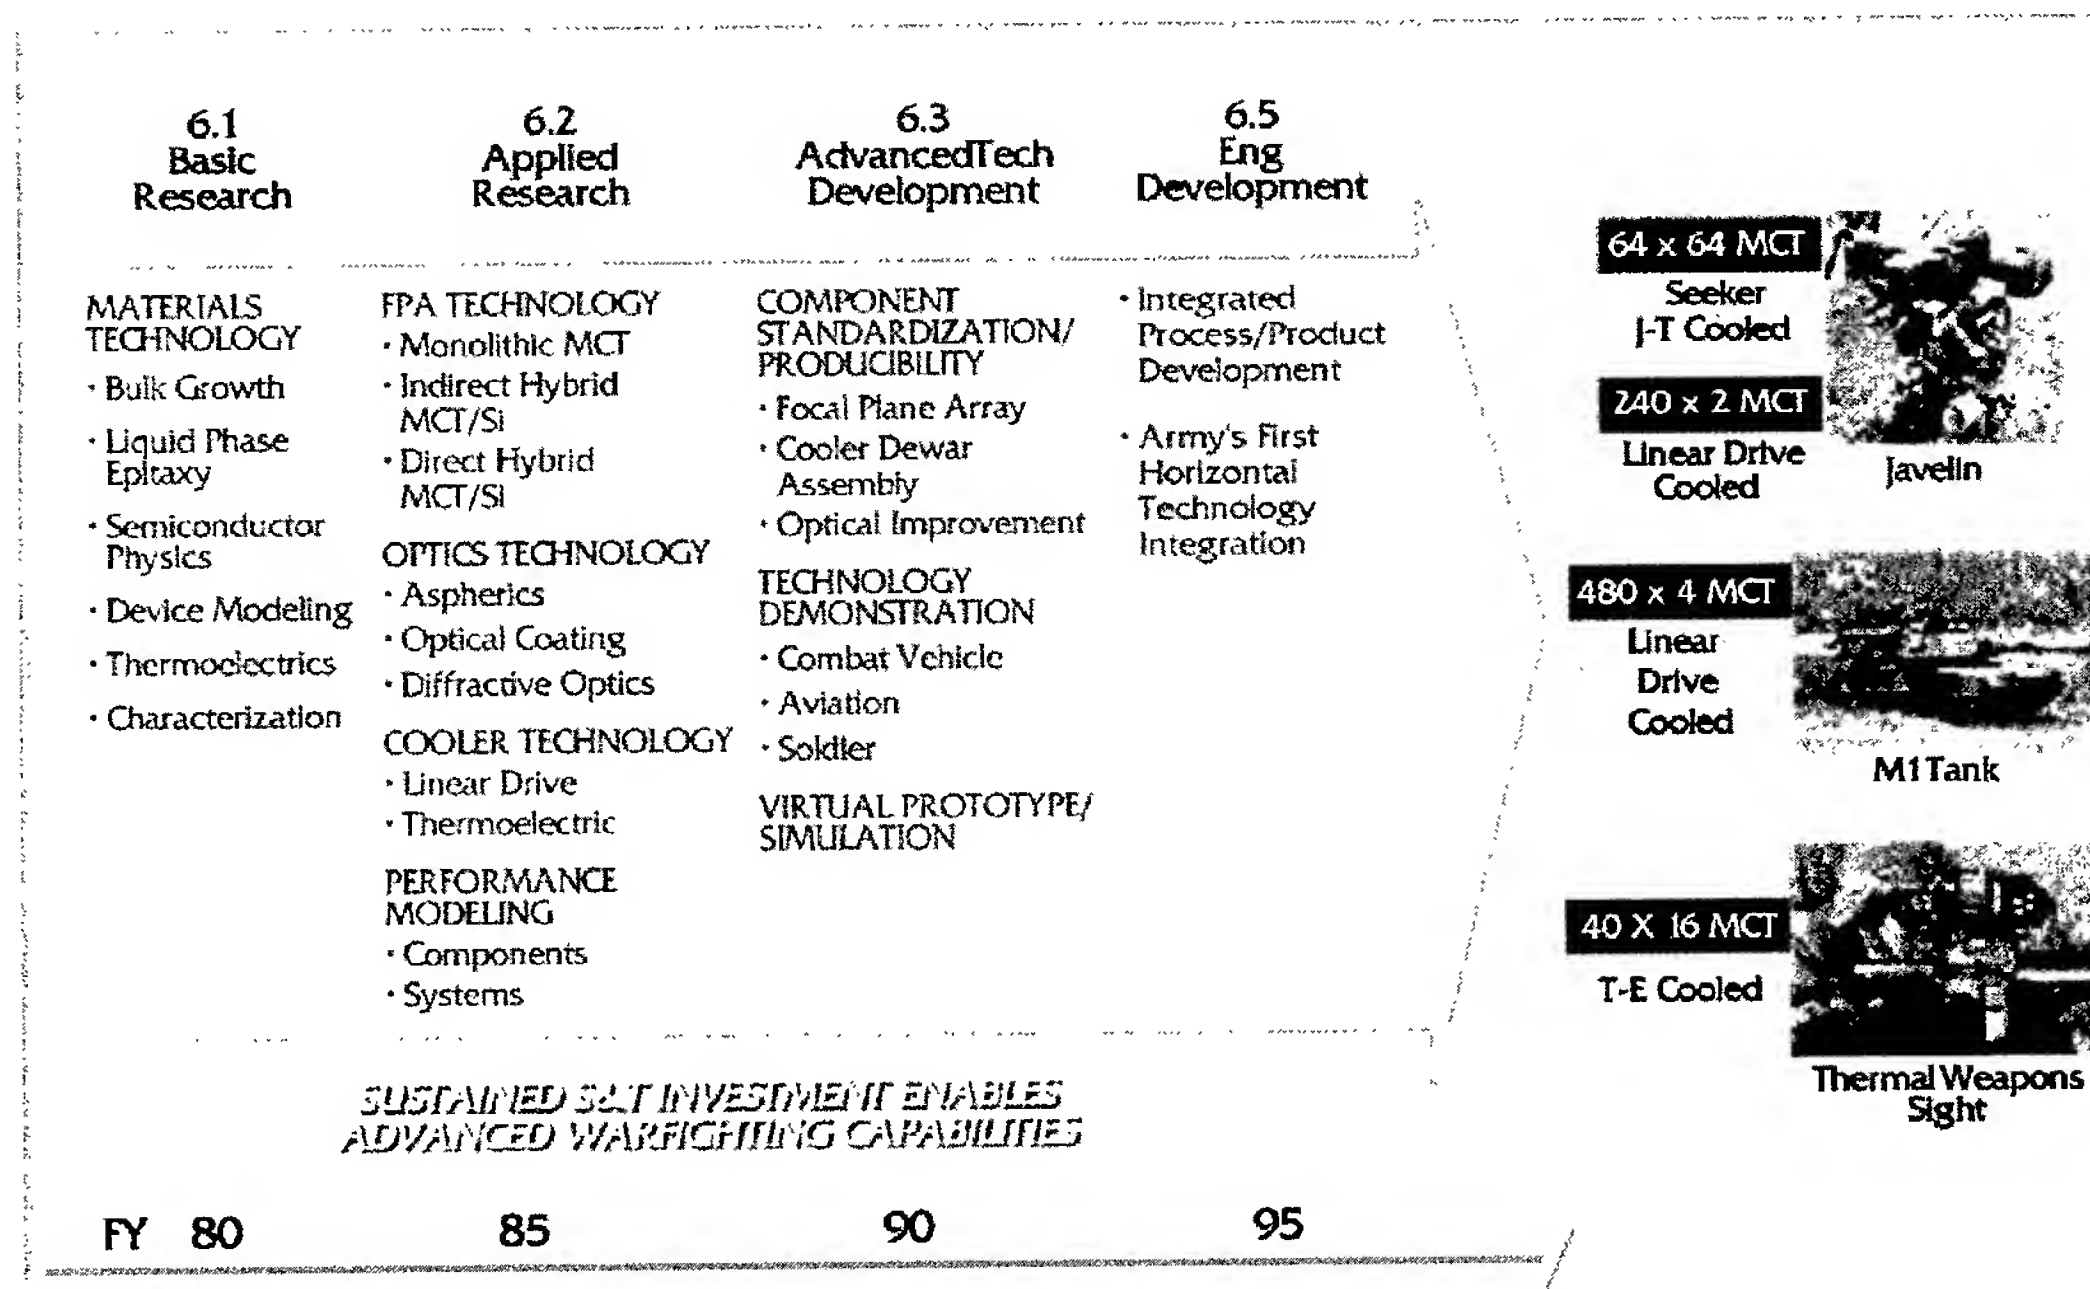 6.1
Basic
Research
6.2
Applied
Research
6.3
AdvancedTech
Development
6.5
Eng
Development
MATERIALS
TECHNOLOGY
· Bulk Growth
· Liquid Phase
Epitaxy
· Semiconductor
Physics
· Device Modeling
· Thermoelectrics
· Characterization
FPA TECHNOLOGY
· Monolithic MCT
· Indirect Hybrid
MCT/Si
· Direct Hybrid
MCT/Si
OPTICS TECHNOLOGY
· Aspherics
· Optical Coating
· Diffractive Optics
COOLER TECHNOLOGY
· Linear Drive
· Thermoelectric
PERFORMANCE
MODELING
· Components
· Systems
COMPONENT
STANDARDIZATION/
PRODUCIBILITY
· Focal Plane Array
· Cooler Dewar
Assembly
· Optical Improvement
TECHNOLOGY
DEMONSTRATION
· Combat Vehicle
· Aviation
· Soldier
VIRTUAL PROTOTYPE/
SIMULATION
· Integrated
Process/Product
Development
· Army's First
Horizontal
Technology
Integration
64 x 64 MCT
Seeker
J-T Cooled
240 x 2 MCT
Linear Drive
Cooled
Javelin
480 x 4 MCT
Linear
Drive
Cooled
M1 Tank
40 X 16 MCT
T-E Cooled
Thermal Weapons
Sight
SUSTAINED S&T INVESTMENT ENABLES
ADVANCED WARFIGHTING CAPABILITIES
FY 80 85 90 95